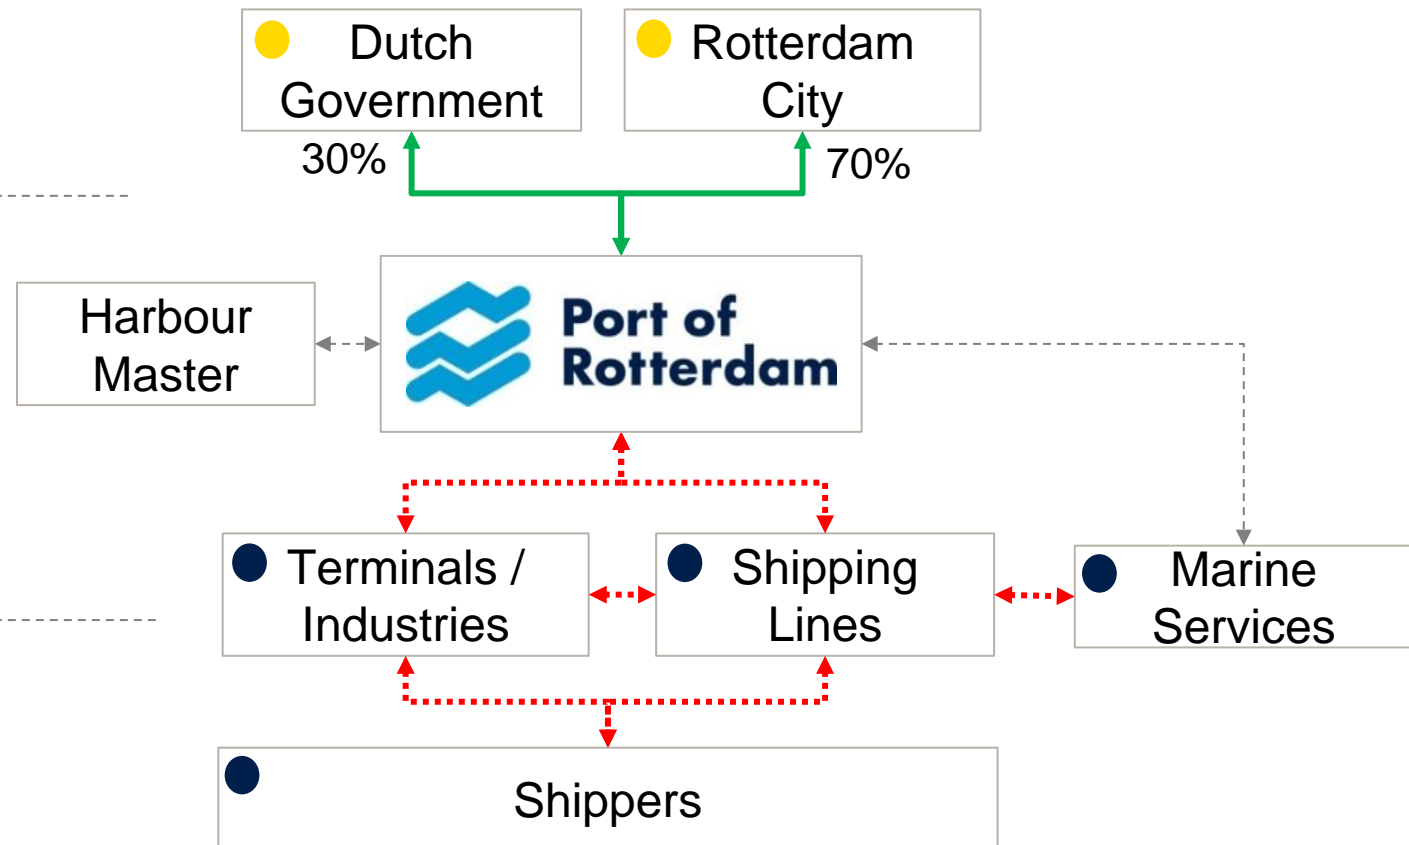 Dutch
Government
Rotterdam
City
30%
70%
Harbour
Master
Port of
Rotterdam
Terminals /
Industries
Shipping
Lines
Marine
Services
Shippers